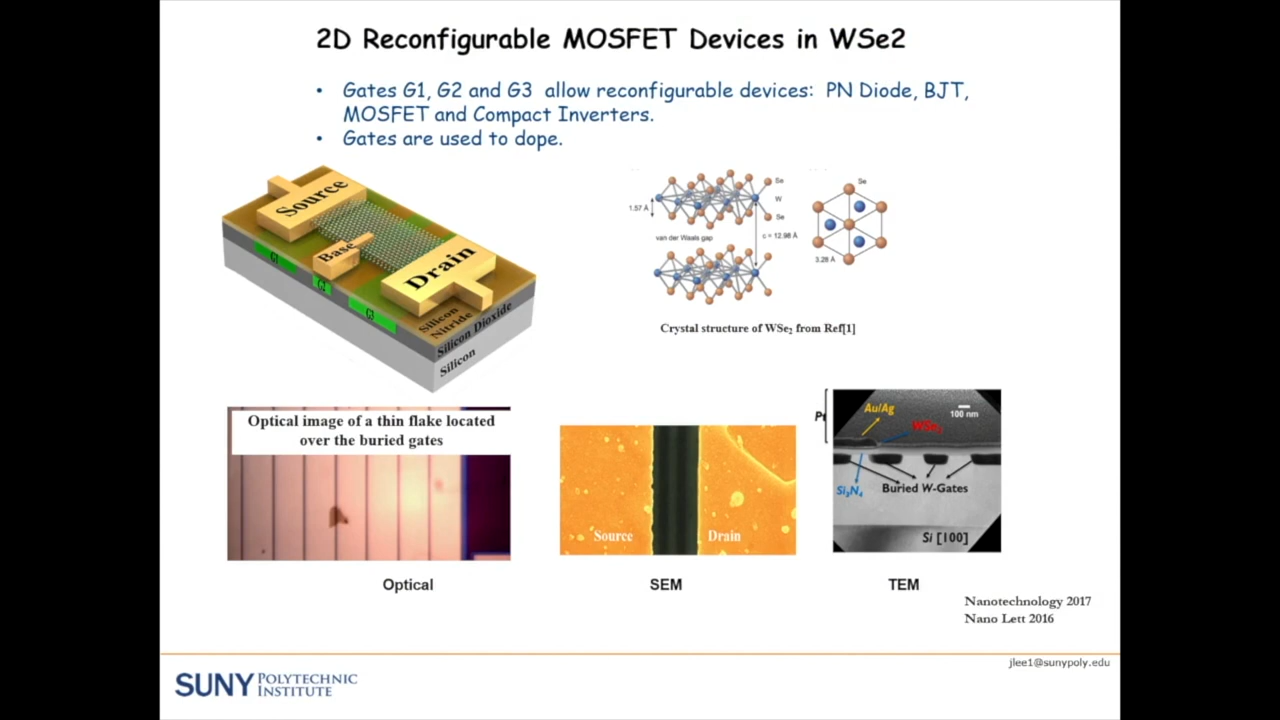 2D Reconfigurable MOSFET Devices in WSe2
• Gates G1, G2 and G3 allow reconfigurable devices: PN Diode, BJT,
MOSFET and Compact Inverters.
• Gates are used to dope.
Source
Base
Drain
G1
G2
G3
Silicon
Nitride
Silicon Dioxide
Silicon
Se
W
Se
1.57 Å
van der Waals gap
c = 12.98 Å
Se
3.28 Å
Crystal structure of WSe₂ from Ref[1]
Optical image of a thin flake located
over the buried gates
Source
Drain
Au/Ag
100 nm
WSe₂
Si₃N₄
Buried W-Gates
Si [100]
Optical
SEM
TEM
Nanotechnology 2017
Nano Lett 2016
jlee1@sunypoly.edu
SUNY POLYTECHNIC
INSTITUTE